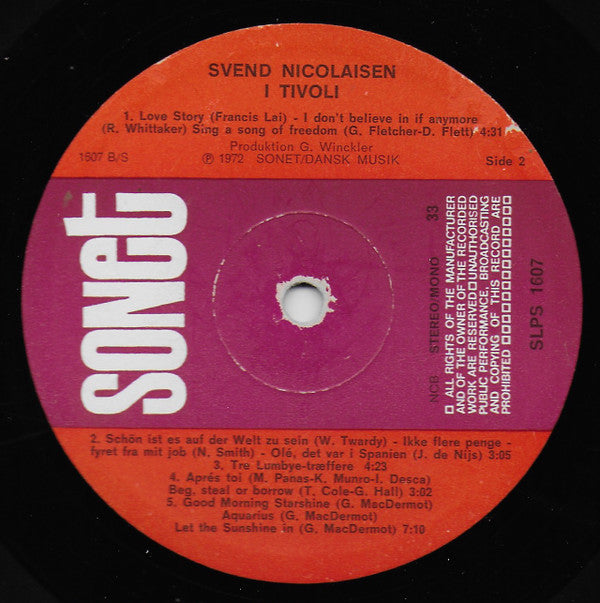 SVEND NICOLAISEN
I TIVOLI
1. Love Story (Francis Lai) - I don't believe in if anymore
(R. Whittaker) Sing a song of freedom (G. Fletcher-D. Flett) 4:31
Produktion G. Winckler
1607 B/S
℗ 1972 SONET/DANSK MUSIK
Side 2
SONET
NCB STEREO/MONO 33
□ ALL RIGHTS OF THE MANUFACTURER
AND OF THE OWNER OF THE RECORDED
WORK ARE RESERVED □ UNAUTHORISED
PUBLIC PERFORMANCE, BROADCASTING
AND COPYING OF THIS RECORD ARE
PROHIBITED □□□□□□□□□□□□□□
SLPS 1607
2. Schön ist es auf der Welt zu sein (W. Twardy) - Ikke flere penge -
fyret fra mit job (N. Smith) - Olé, det var i Spanien (J. de Nijs) 3:05
3. Tre Lumbye-træffere 4:23
4. Aprés toi (M. Panas-K. Munro-I. Desca)
Beg. steal or borrow (T. Cole-G. Hall) 3:02
5. Good Morning Starshine (G. MacDermot)
Aquarius (G. MacDermot)
Let the Sunshine in (G. MacDermot) 7:10